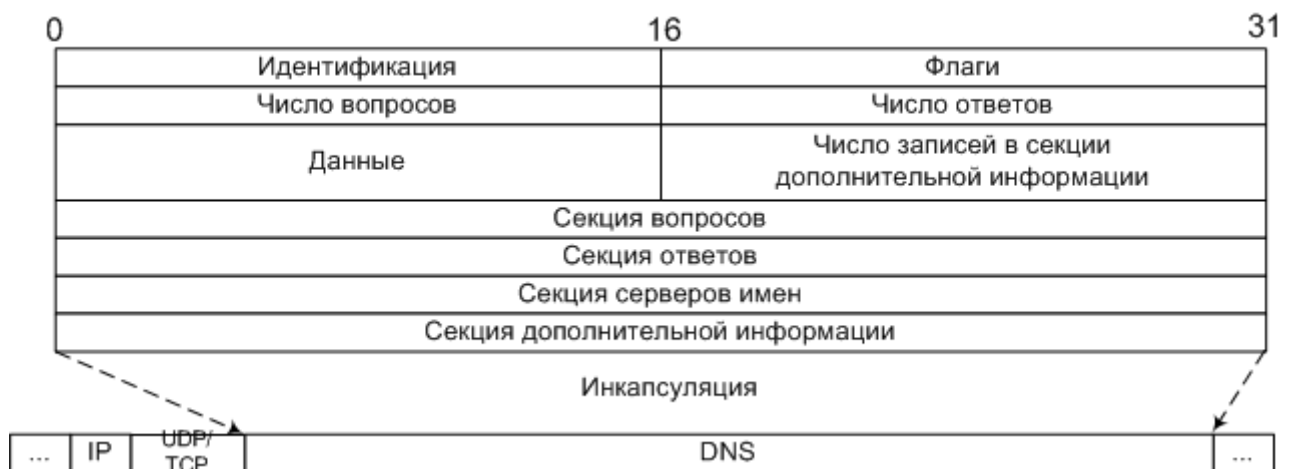 0 16 31
Идентификация Флаги
Число вопросов Число ответов
Данные Число записей в секции
дополнительной информации
Секция вопросов
Секция ответов
Секция серверов имен
Секция дополнительной информации
Инкапсуляция
... IP UDP/ DNS ...
TCP